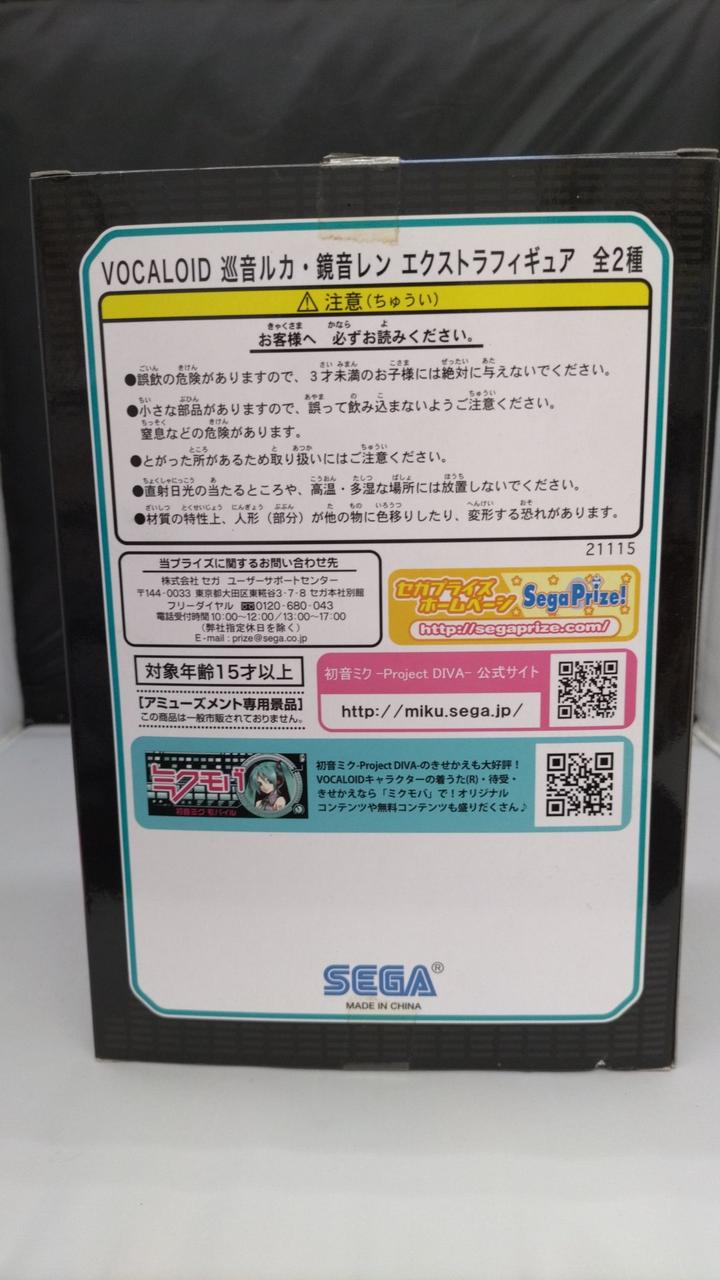 VOCALOID 巡音ルカ・鏡音レン エクストラフィギュア 全2種
⚠ 注意(ちゅうい)
お客様へ 必ずお読みください。
●誤飲の危険がありますので、3才未満のお子様には絶対に与えないでください。
●小さな部品がありますので、誤って飲み込まないようご注意ください。
窒息などの危険があります。
●とがった所があるため取り扱いにはご注意ください。
●直射日光の当たるところや、高温・多湿な場所には放置しないでください。
●材質の特性上、人形(部分)が他の物に色移りしたり、変形する恐れがあります。
21115
当プライズに関するお問い合わせ先
株式会社 セガ ユーザーサポートセンター
〒144-0033 東京都大田区東糀谷3-7-8 セガ本社別館
フリーダイヤル 0120-680-043
電話受付時間 10:00~12:00/13:00~17:00
(弊社指定休日を除く)
E-mail : prize@sega.co.jp
セガプライズ
ホームページ
Sega Prize!
http://segaprize.com/
対象年齢15才以上
[アミューズメント専用景品]
この商品は一般市販されておりません。
初音ミク -Project DIVA- 公式サイト
http://miku.sega.jp/
ミクモバ
初音ミク モバイル
初音ミク-Project DIVA-のきせかえも大好評!
VOCALOIDキャラクターの着うた(R)・待受・
きせかえなら「ミクモバ」で!オリジナル
コンテンツや無料コンテンツも盛りだくさん♪
SEGA®
MADE IN CHINA